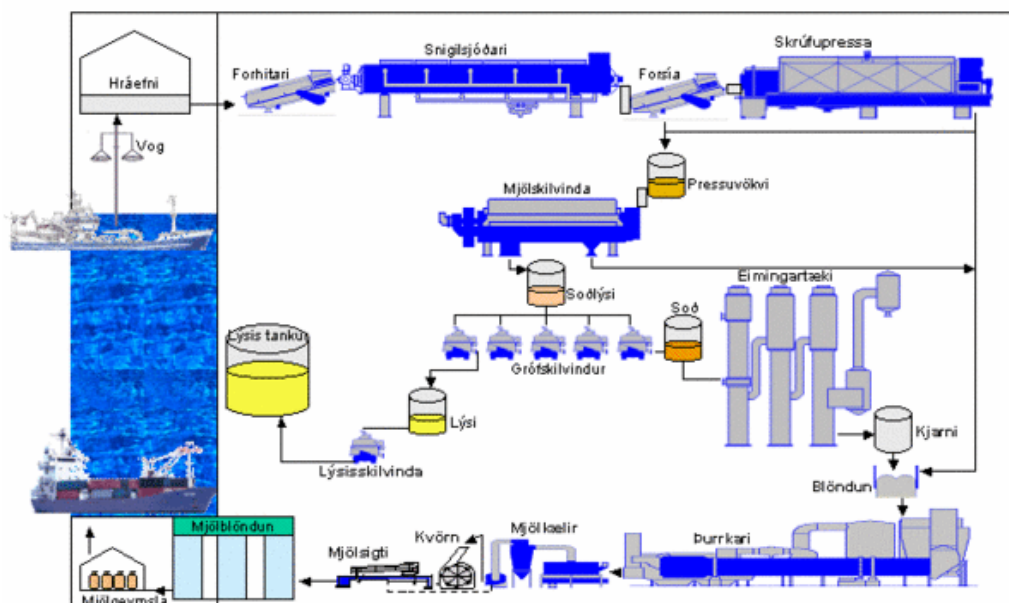 Skrúfupressa
Snigilsjóðari
Forhitari
Forsía
Hráefni
Vog
Pressuvökvi
Mjölskilvinda
Eimingartæki
Soðlýsi
Soð
Lýsis tankur
Grófskilvindur
Lýsi
Kjarni
Lýsisskilvinda
Blöndun
Mjölblöndun
Kvörn
Mjölkælir
Þurrkari
Mjölsigti
Mjölgeymsla